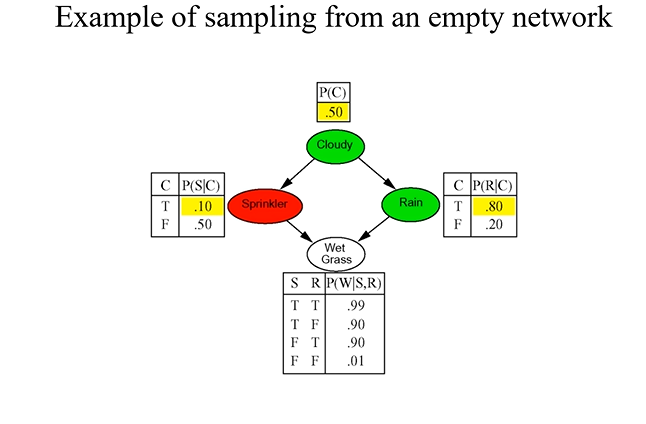 Example of sampling from an empty network
P(C)
.50
Cloudy
C P(S|C)
T .10
F .50
Sprinkler
Rain
C P(R|C)
T .80
F .20
Wet
Grass
S R P(W|S,R)
T T .99
T F .90
F T .90
F F .01